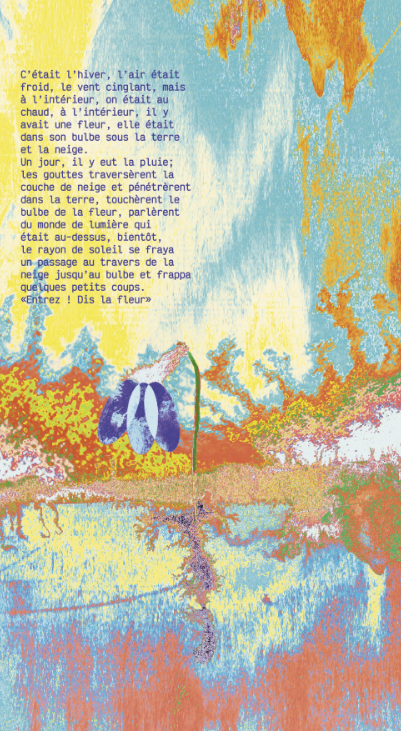 C'était l'hiver, l'air était
froid, le vent cinglant, mais
à l'intérieur, on était au
chaud, à l'intérieur, il y
avait une fleur, elle était
dans son bulbe sous la terre
et la neige.
Un jour, il y eut la pluie;
les gouttes traversèrent la
couche de neige et pénétrèrent
dans la terre, touchèrent le
bulbe de la fleur, parlèrent
du monde de lumière qui
était au-dessus, bientôt,
le rayon de soleil se fraya
un passage au travers de la
neige jusqu'au bulbe et frappa
quelques petits coups.
«Entrez ! Dis la fleur»